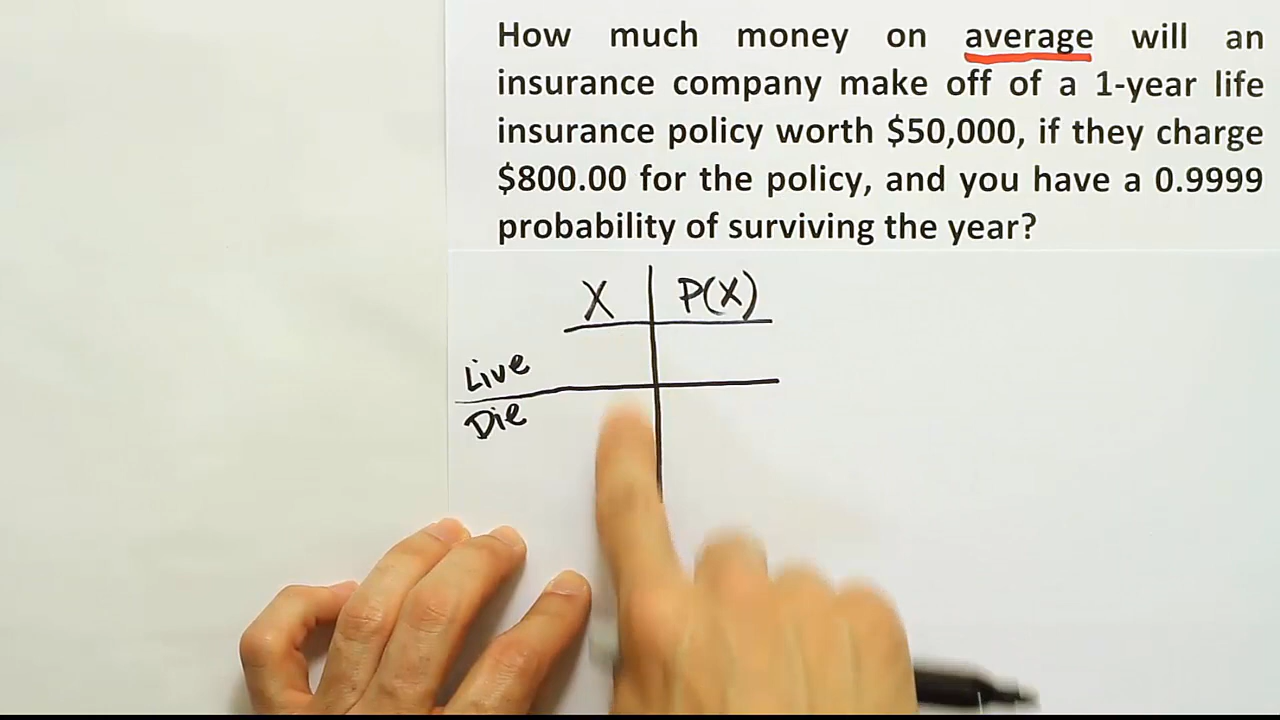 How much money on average will an
insurance company make off of a 1-year life
insurance policy worth $50,000, if they charge
$800.00 for the policy, and you have a 0.9999
probability of surviving the year?
X P(X)
Live
Die